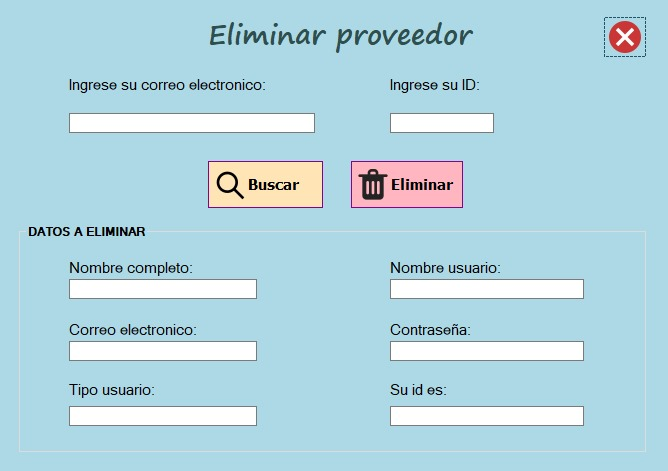 Eliminar proveedor
Ingrese su correo electronico: Ingrese su ID:
Buscar Eliminar
DATOS A ELIMINAR
Nombre completo: Nombre usuario:
Correo electronico: Contraseña:
Tipo usuario: Su id es: